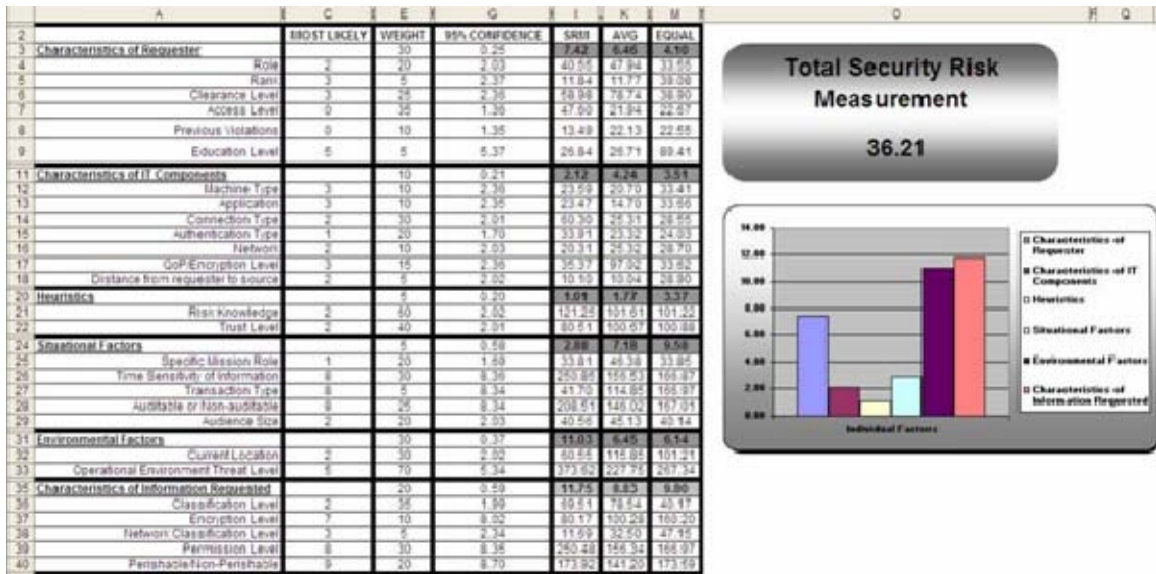 A C E G I K M O Q
2 MOST LIKELY WEIGHT 95% CONFIDENCE SRM AVG EQUAL
3 Characteristics of Requester 30 0.25 7.42 6.46 4.10
4 Role 2 20 2.03 40.55 47.94 33.55
5 Rank 3 5 2.37 11.84 11.77
6 Clearance Level 3 25 2.36 58.98 78.74
7 Access Level 0 35 1.36 47.60 21.94 22.67
8 Previous Violations 0 10 1.35 13.49 22.13 22.55
9 Education Level 5 5 5.37 26.84 26.71 89.41
11 Characteristics of IT Components 10 0.21 2.12 4.24 3.51
12 Machine Type 3 10 2.36 23.59 20.70 33.41
13 Application 3 10 2.35 23.47 14.70 33.66
14 Connection Type 2 30 2.01 60.30 25.31 28.55
15 Authentication Type 1 20 1.70 33.91 23.32 24.03
16 Network 2 10 2.03 20.31 25.32 28.70
17 QoP/Encryption Level 3 15 2.36 35.37 97.92 33.62
18 Distance from requester to source 2 5 2.02 10.10 10.04 28.90
20 Heuristics 5 0.20 1.01 1.77 3.37
21 Risk Knowledge 2 60 2.02 121.25 101.61 101.22
22 Trust Level 2 40 2.01 80.51 100.67 100.88
24 Situational Factors 5 0.58 2.88 7.18 9.58
25 Specific Mission Role 1 20 1.69 33.81 46.38 33.85
26 Time Sensitivity of Information 8 30 8.36 250.85 156.53 166.87
27 Transaction Type 8 5 8.34 41.70 114.85 166.97
28 Auditable or Non-auditable 8 25 8.34 208.51 146.02 167.01
29 Audience Size 2 20 2.03 40.56 45.13 40.14
31 Environmental Factors 30 0.37 11.03 6.45 6.14
32 Current Location 2 30 2.02 60.55 115.85 101.21
33 Operational Environment Threat Level 5 70 5.34 373.62 227.75 267.34
35 Characteristics of Information Requested 20 0.59 11.75 8.83 9.80
36 Classification Level 2 35 1.99 69.51 78.54 40.17
37 Encryption Level 7 10 8.02 80.17 100.28 160.20
38 Network Classification Level 3 5 2.34 11.69 32.50 47.15
39 Permission Level 8 30 8.35 250.48 156.34 166.97
40 Perishable/Non-Perishable 9 20 8.70 173.92 141.20 173.59
Total Security Risk
Measurement
36.21
14.00
12.00
10.00
8.00
6.00
4.00
2.00
0.00
Individual Factors
Characteristics of
Requester
Characteristics of IT
Components
Heuristics
Situational Factors
Environmental Factors
Characteristics of
Information Requested